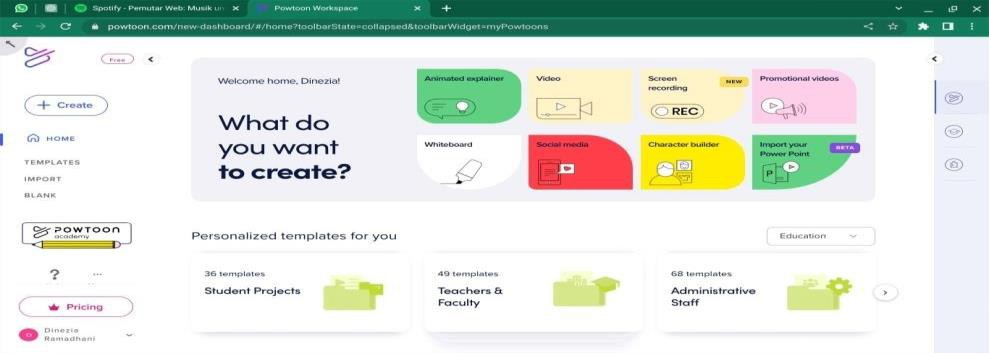 Spotify - Pemutar Web: Musik un
Powtoon Workspace
powtoon.com/new-dashboard/#/home?toolbarState=collapsed&toolbarWidget=myPowtoons
Free
+ Create
HOME
TEMPLATES
IMPORT
BLANK
POWTOON
academy
?
...
Pricing
D
Dinezia
Ramadhani
Welcome home, Dinezia!
What do
you want
to create?
Animated explainer
Video
Screen
recording
NEW
REC
Promotional videos
Whiteboard
Social media
Character builder
Import your
Power Point
BETA
P
Personalized templates for you
Education
36 templates
Student Projects
49 templates
Teachers &
Faculty
68 templates
Administrative
Staff